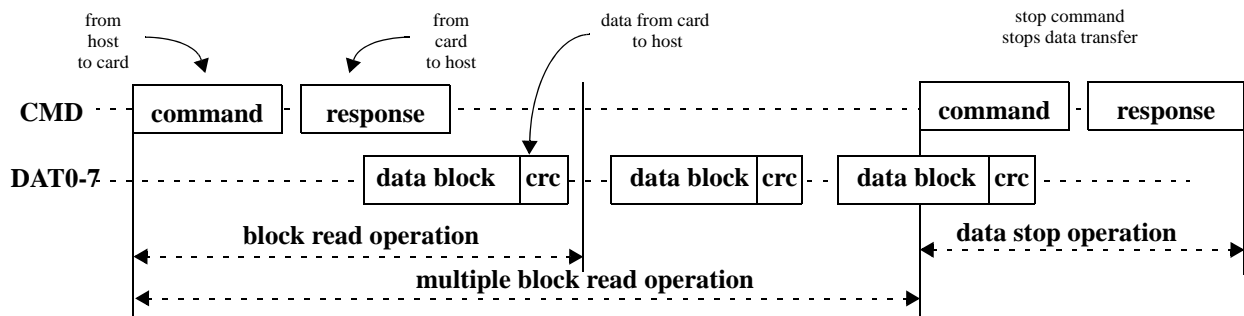 from
host
to card
from
card
to host
data from card
to host
stop command
stops data transfer
CMD
command
response
command
response
DAT0-7
data block
crc
data block
crc
data block
crc
block read operation
data stop operation
multiple block read operation